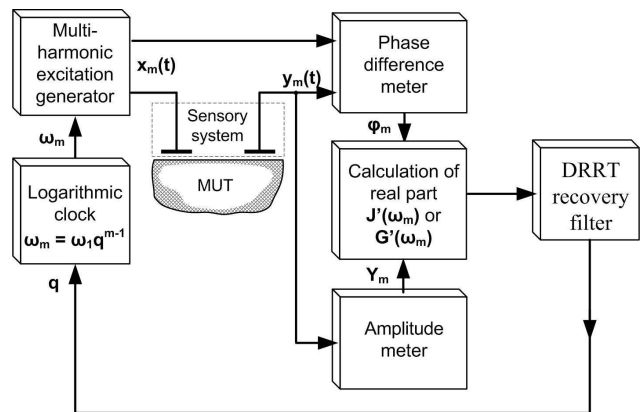 Multi-
harmonic
excitation
generator
x_m(t)
y_m(t)
Phase
difference
meter
Sensory
system
ω_m
φ_m
MUT
Logarithmic
clock
ω_m = ω_1q^{m-1}
Calculation of
real part
J'(ω_m) or
G'(ω_m)
DRRT
recovery
filter
q
Y_m
Amplitude
meter